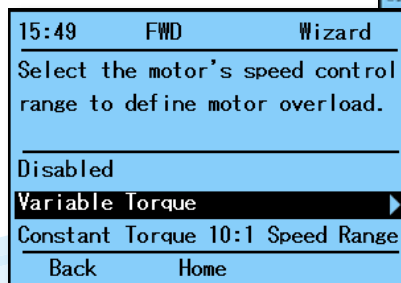 15:49 FWD Wizard
Select the motor's speed control
range to define motor overload.
Disabled
Variable Torque
Constant Torque 10:1 Speed Range
Back Home